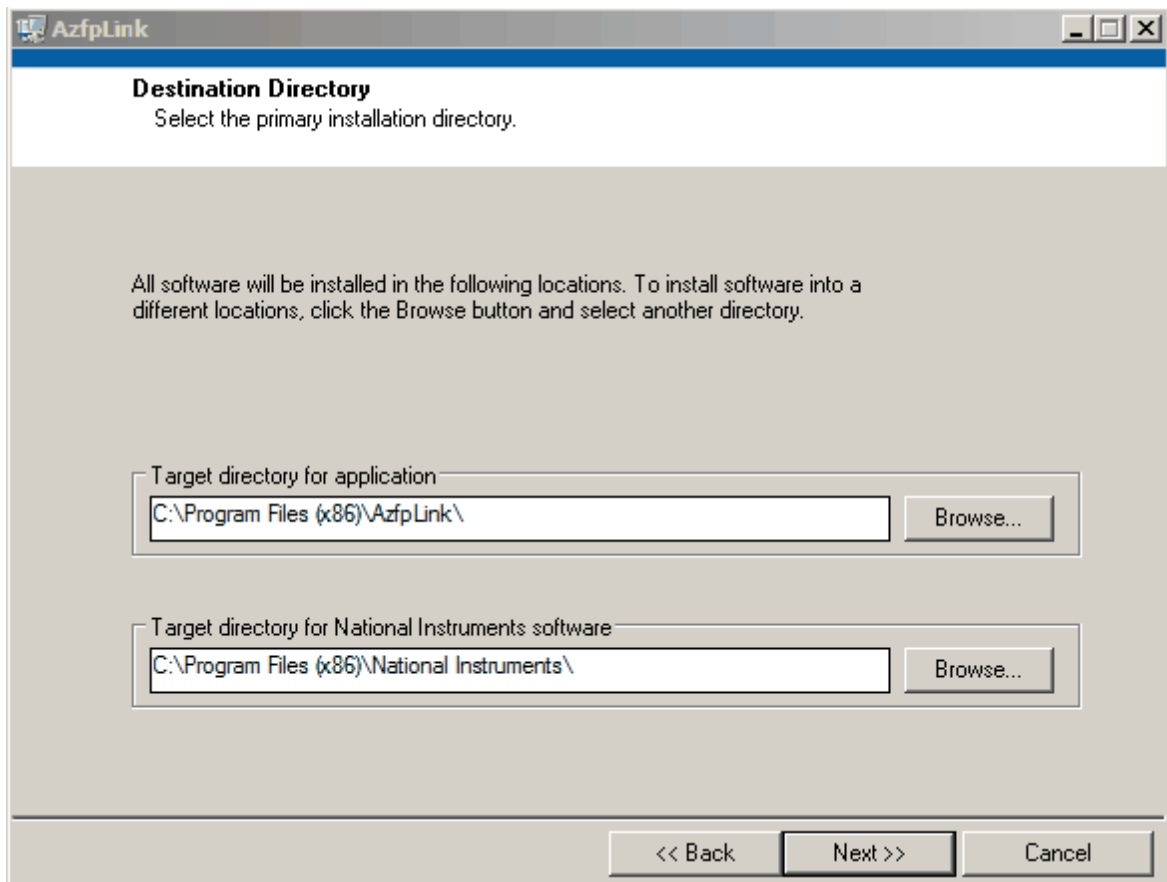 AzfpLink
Destination Directory
Select the primary installation directory.
All software will be installed in the following locations. To install software into a
different locations, click the Browse button and select another directory.
Target directory for application
C:\Program Files (x86)\AzfpLink\
Browse...
Target directory for National Instruments software
C:\Program Files (x86)\National Instruments\
Browse...
<< Back
Next >>
Cancel